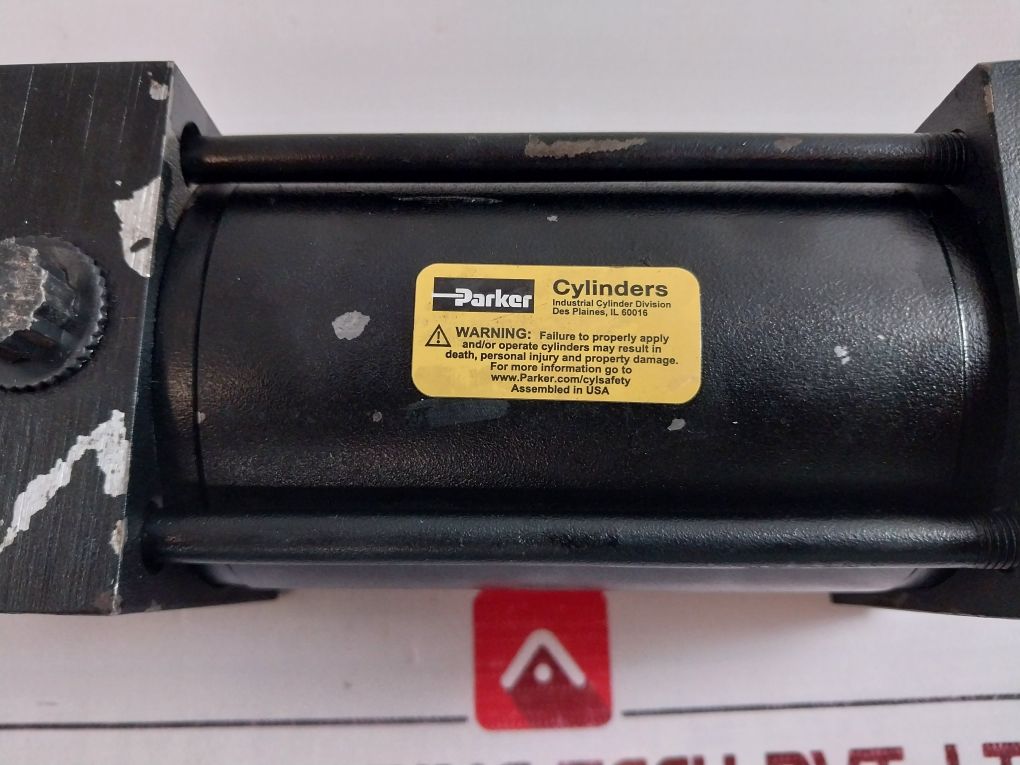 Parker
Cylinders
Industrial Cylinder Division
Des Plaines, IL 60016
WARNING: Failure to properly apply
and/or operate cylinders may result in
death, personal injury and property damage.
For more information go to
www.Parker.com/cylsafety
Assembled in USA